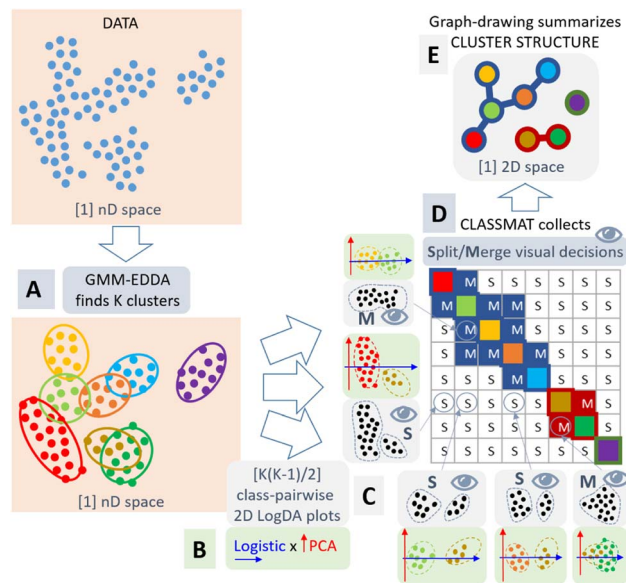 DATA
[1] nD space
A
GMM-EDDA
finds K clusters
[1] nD space
[K(K-1)/2]
class-pairwise
2D LogDA plots
B
Logistic x PCA
C
M
S
S
S
M
D
CLASSMAT collects
Split/Merge visual decisions
M S S S S S S
M M M S S S S
S M M S S S S
S M M M S S S
S S S M S S S
S S S S S M S
S S S S S M S
S S S S S S S
Graph-drawing summarizes
CLUSTER STRUCTURE
E
[1] 2D space